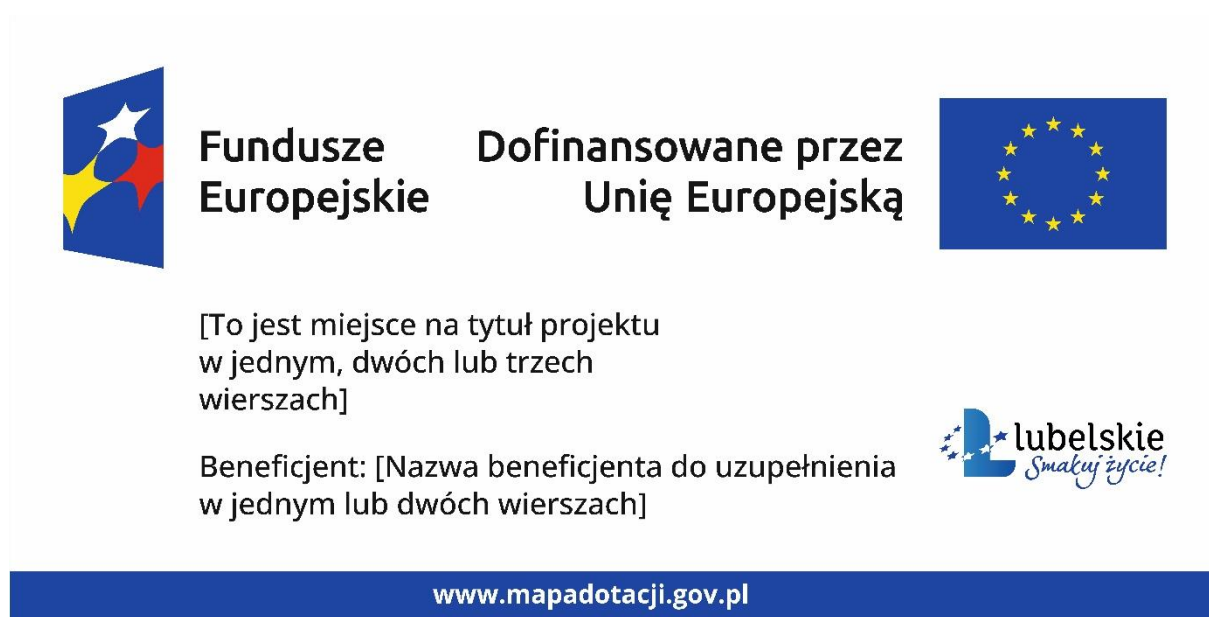 Fundusze
Europejskie
Dofinansowane przez
Unię Europejską
[To jest miejsce na tytuł projektu
w jednym, dwóch lub trzech
wierszach]
Beneficjent: [Nazwa beneficjenta do uzupełnienia
w jednym lub dwóch wierszach]
lubelskie
Smakuj życie!
www.mapadotacji.gov.pl